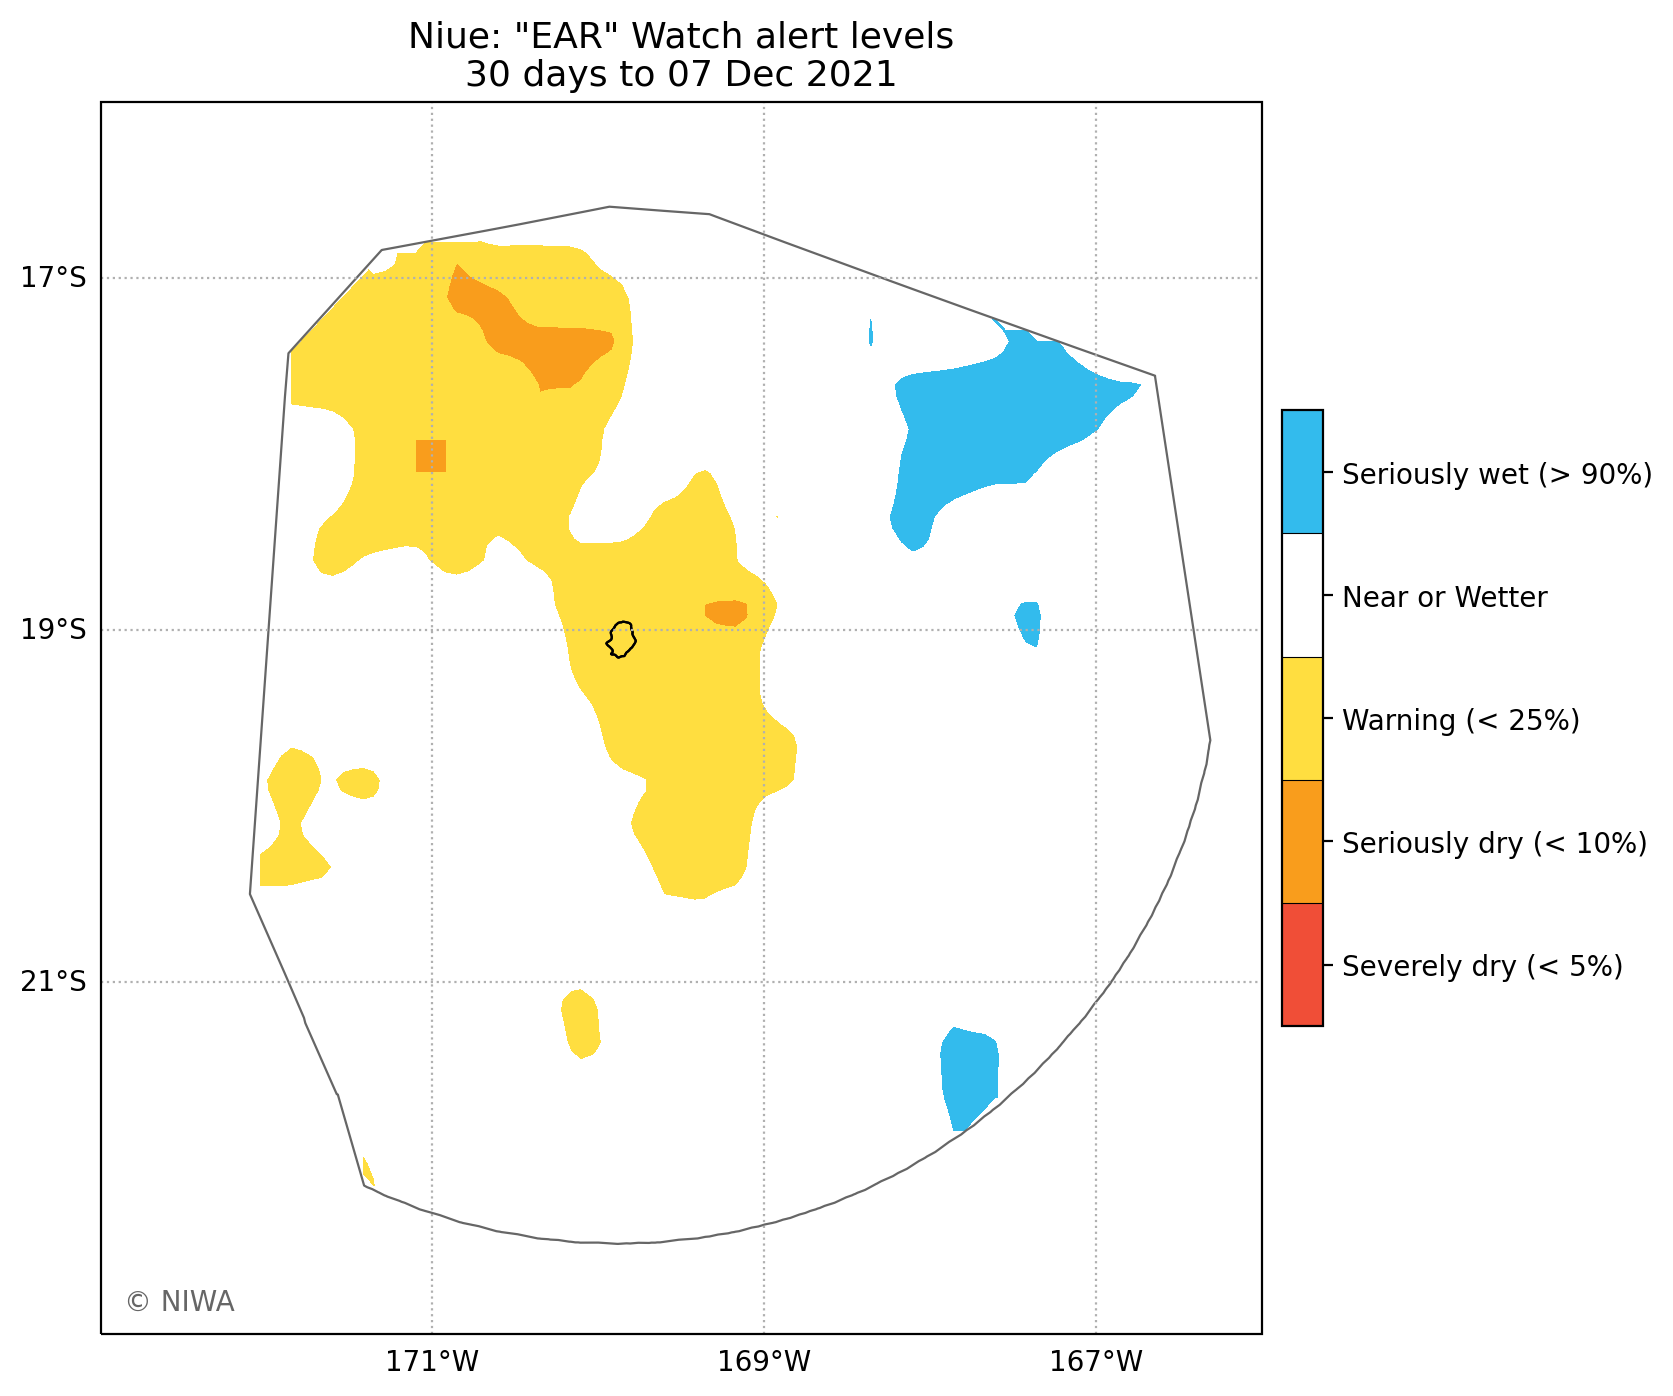 Niue: "EAR" Watch alert levels
30 days to 07 Dec 2021
17°S
19°S
21°S
171°W
169°W
167°W
Seriously wet (> 90%)
Near or Wetter
Warning (< 25%)
Seriously dry (< 10%)
Severely dry (< 5%)
© NIWA